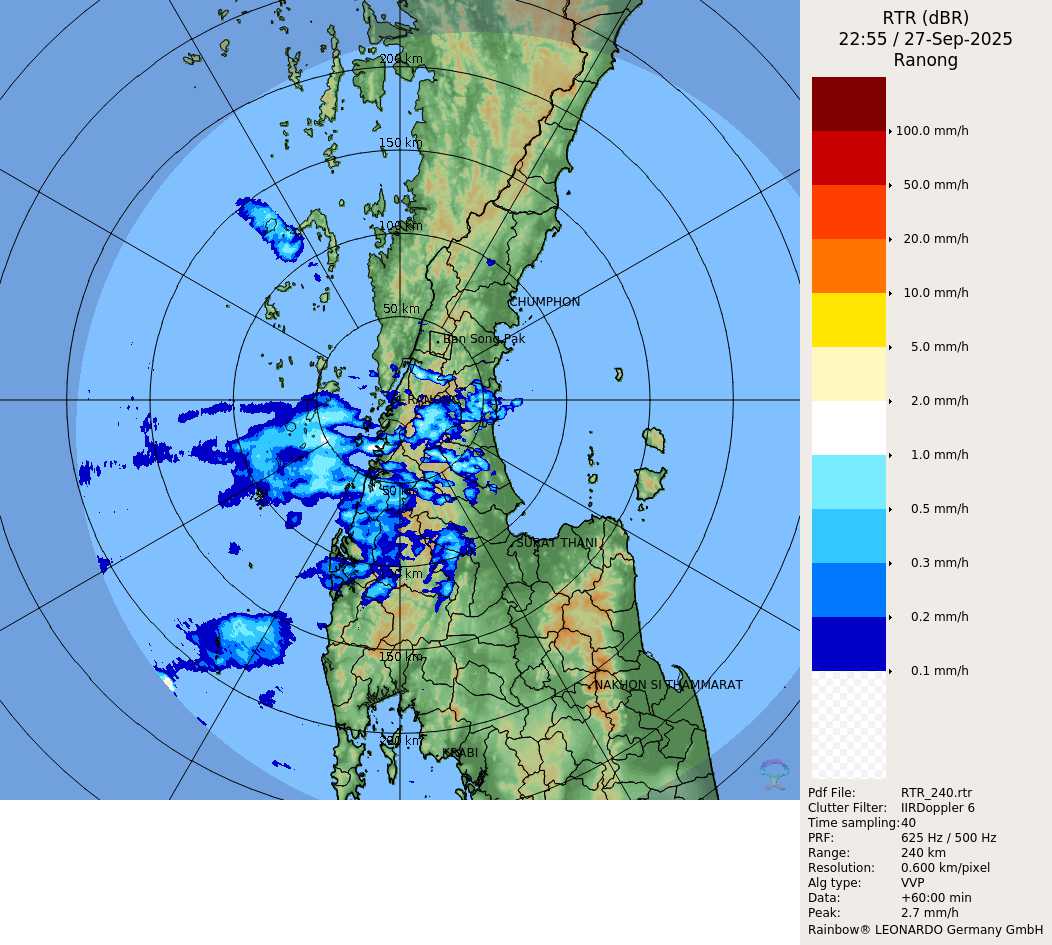 RTR (dBR)
22:55 / 27-Sep-2025
Ranong
100.0 mm/h
50.0 mm/h
20.0 mm/h
10.0 mm/h
5.0 mm/h
2.0 mm/h
1.0 mm/h
0.5 mm/h
0.3 mm/h
0.2 mm/h
0.1 mm/h
200 km
150 km
100 km
50 km
CHUMPHON
Ban Song Pak
RANONG
50 km
SURAT THANI
km
150 km
NAKHON SI THAMMARAT
200 km
KRABI
Pdf File: RTR_240.rtr
Clutter Filter: IIRDoppler 6
Time sampling:40
PRF: 625 Hz / 500 Hz
Range: 240 km
Resolution: 0.600 km/pixel
Alg type: VVP
Data: +60:00 min
Peak: 2.7 mm/h
Rainbow® LEONARDO Germany GmbH